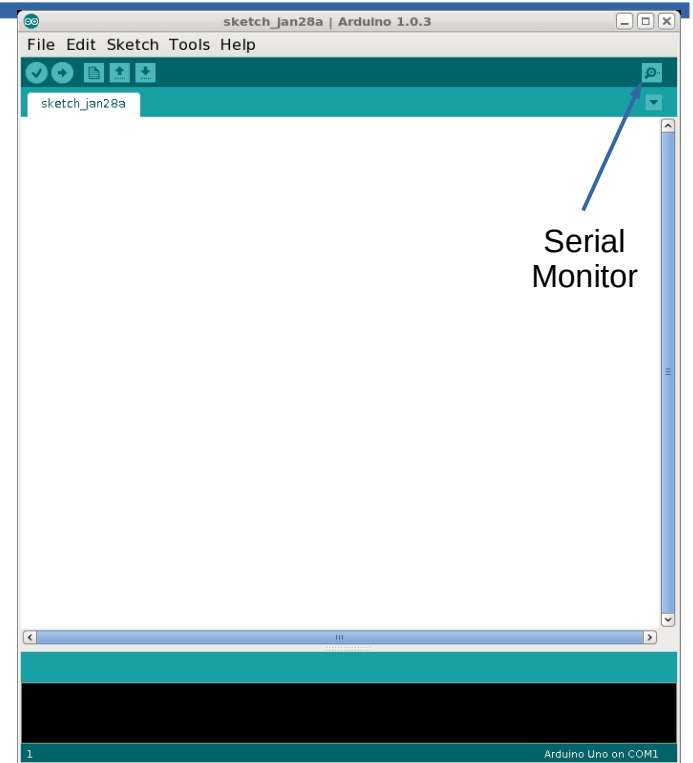 sketch_jan28a | Arduino 1.0.3
File Edit Sketch Tools Help
sketch_jan28a
Serial
Monitor
1 Arduino Uno on COM1